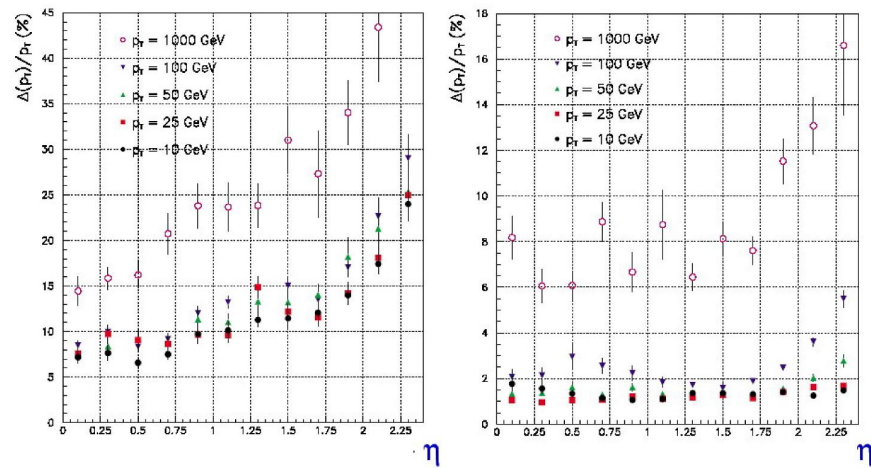 Δ(p_T)/p_T (%)
45
40
35
30
25
20
15
10
5
0
p_T = 1000 GeV
p_T = 100 GeV
p_T = 50 GeV
p_T = 25 GeV
p_T = 10 GeV
0 0.25 0.5 0.75 1 1.25 1.5 1.75 2 2.25
η
Δ(p_T)/p_T (%)
18
16
14
12
10
8
6
4
2
0
p_T = 1000 GeV
p_T = 100 GeV
p_T = 50 GeV
p_T = 25 GeV
p_T = 10 GeV
0 0.25 0.5 0.75 1 1.25 1.5 1.75 2 2.25
η